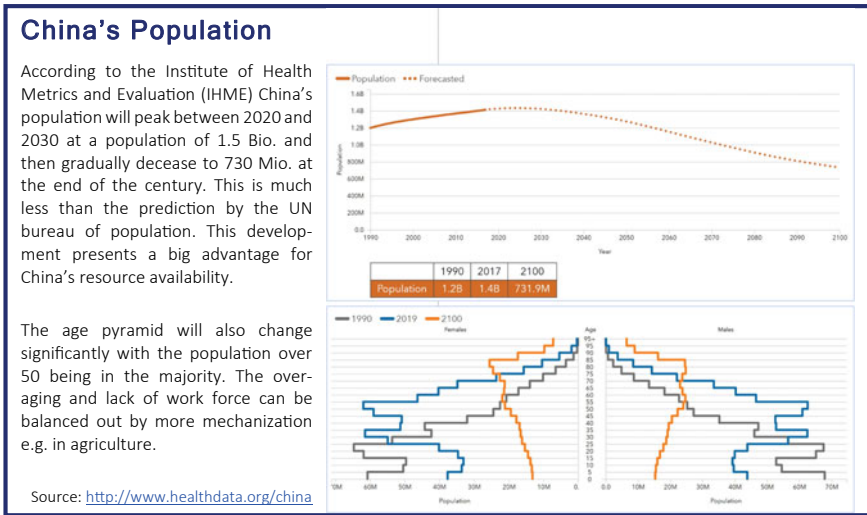 China's Population
According to the Institute of Health
Metrics and Evaluation (IHME) China's
population will peak between 2020 and
2030 at a population of 1.5 Bio. and
then gradually decease to 730 Mio. at
the end of the century. This is much
less than the prediction by the UN
bureau of population. This develop-
ment presents a big advantage for
China's resource availability.
The age pyramid will also change
significantly with the population over
50 being in the majority. The over-
aging and lack of work force can be
balanced out by more mechanization
e.g. in agriculture.
Source: http://www.healthdata.org/china
Population Forecasted
1.6B
1.4B
1.2B
1.0B
800M
600M
400M
200M
0.0
Population
1990 2000 2010 2020 2030 2040 2050 2060 2070 2080 2090 2100
Year
1990 2017 2100
Population 1.2B 1.4B 731.9M
1990 2019 2100
Females Age Males
95+
90
85
80
75
70
65
60
55
50
45
40
35
30
25
20
15
10
5
0
0M 60M 50M 40M 30M 20M 10M 0. 0.0 10M 20M 30M 40M 50M 60M 70M
Population Population